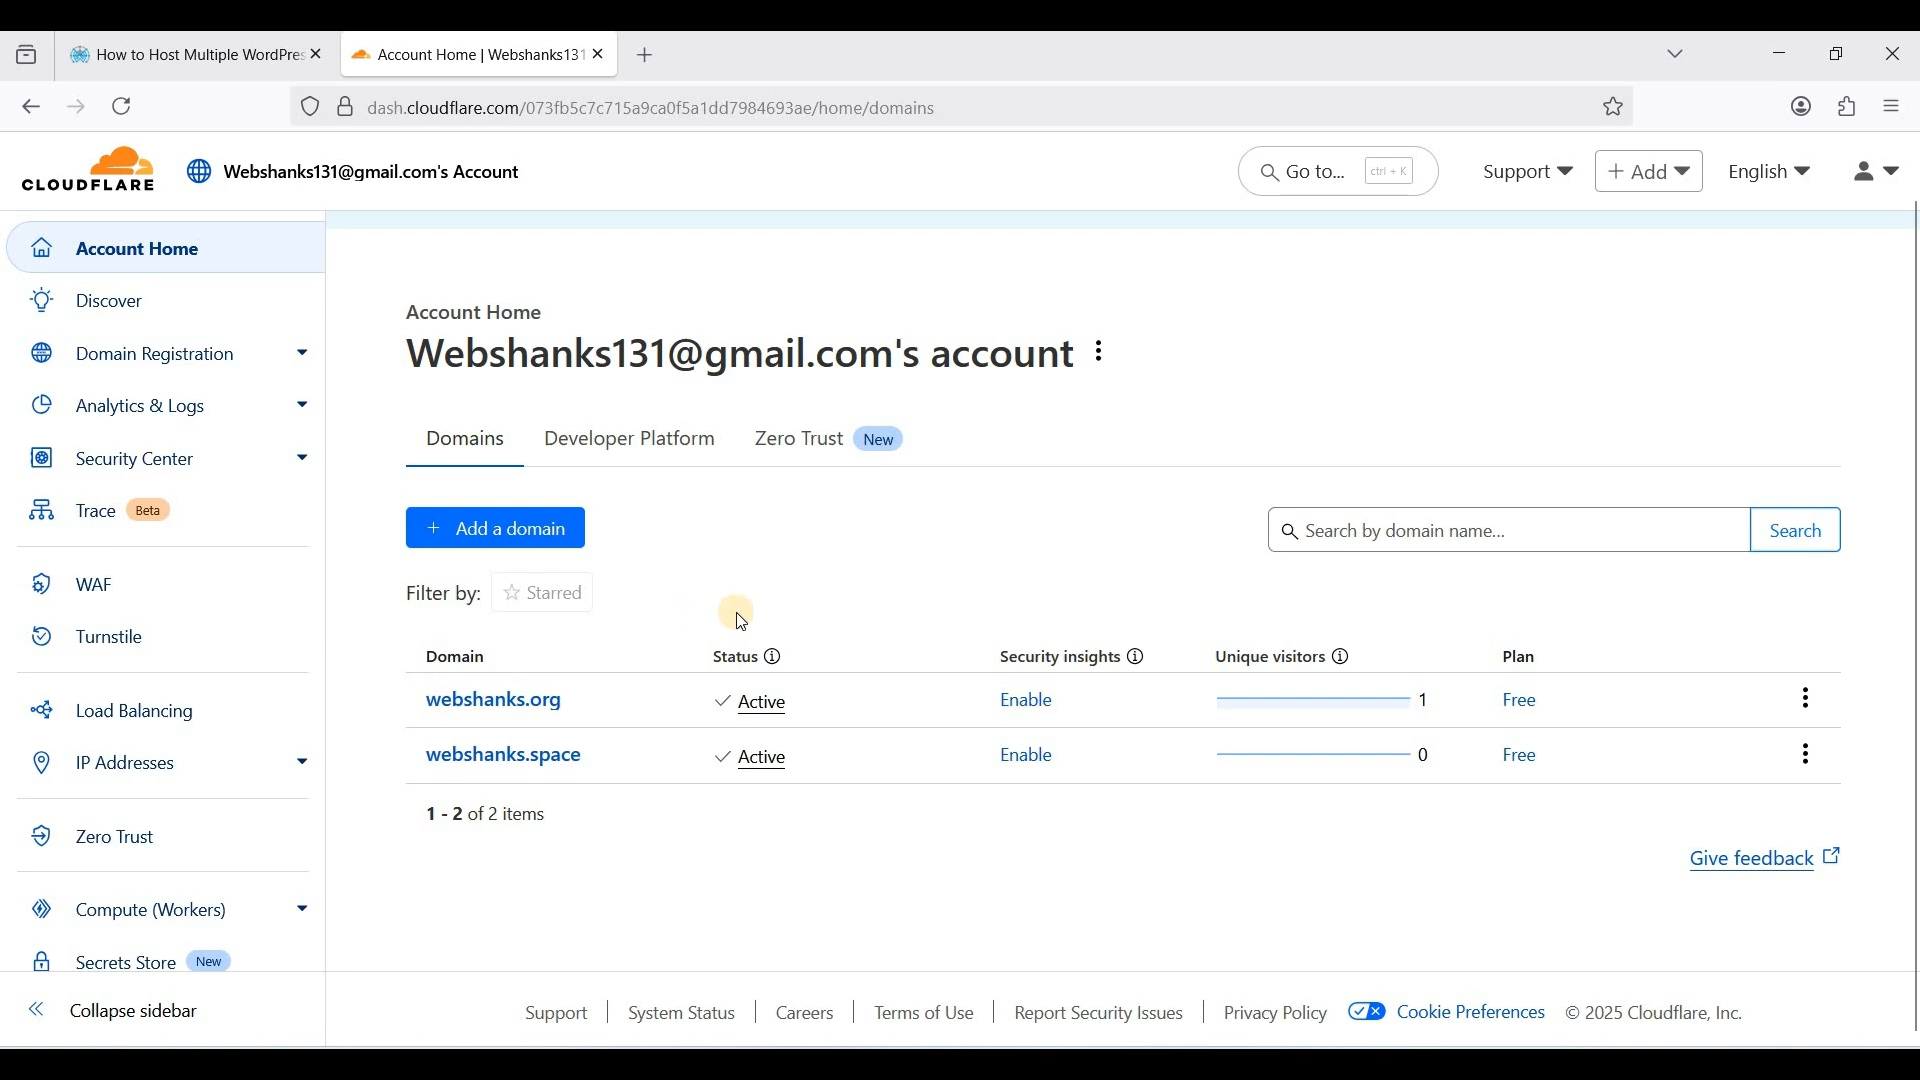 How to Host Multiple WordPres
Account Home | Webshanks131
dash.cloudflare.com/073fb5c7c715a9ca0f5a1dd7984693ae/home/domains
CLOUDFLARE
Webshanks131@gmail.com's Account
Go to... ctrl + K
Support
+ Add
English
Account Home
Discover
Domain Registration
Analytics & Logs
Security Center
Trace Beta
WAF
Turnstile
Load Balancing
IP Addresses
Zero Trust
Compute (Workers)
Secrets Store New
Collapse sidebar
Account Home
Webshanks131@gmail.com's account
Domains Developer Platform Zero Trust New
+ Add a domain
Search by domain name... Search
Filter by: Starred
Domain Status Security insights Unique visitors Plan
webshanks.org Active Enable 1 Free
webshanks.space Active Enable 0 Free
1 - 2 of 2 items
Give feedback
Support System Status Careers Terms of Use Report Security Issues Privacy Policy Cookie Preferences © 2025 Cloudflare, Inc.